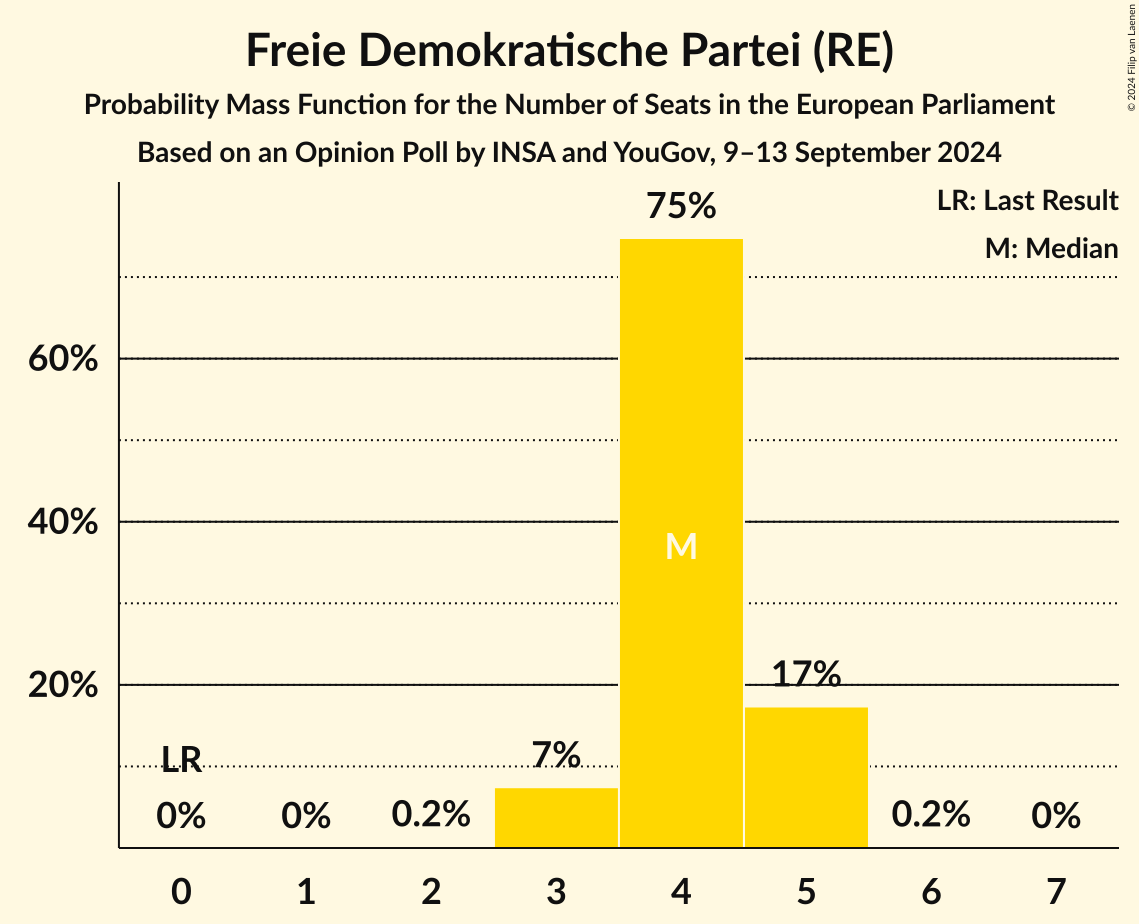 Freie Demokratische Partei (RE)
Probability Mass Function for the Number of Seats in the European Parliament
Based on an Opinion Poll by INSA and YouGov, 9–13 September 2024
© 2024 Filip van Laenen
LR: Last Result
M: Median
75%
60%
40%
M
20%
17%
7%
LR
0%
0%
0.2%
0.2%
0%
0 1 2 3 4 5 6 7